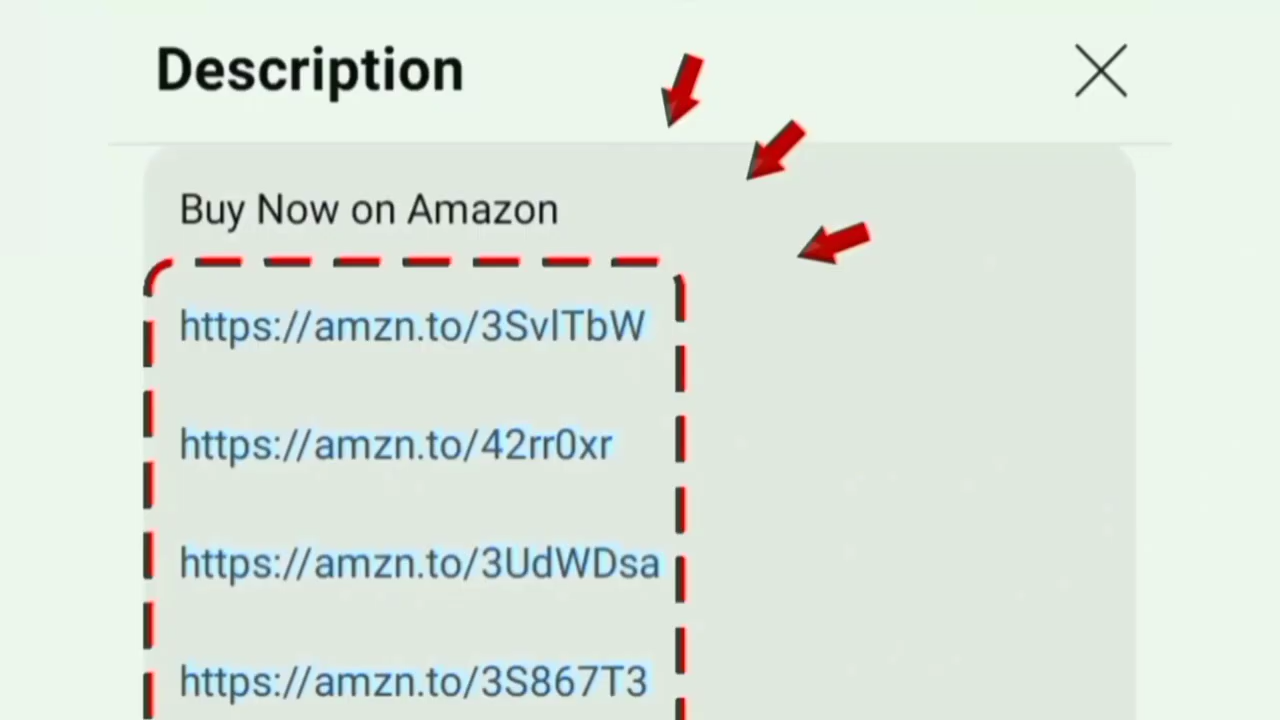 Description
Buy Now on Amazon
https://amzn.to/3SvlTbW
https://amzn.to/42rr0xr
https://amzn.to/3UdWDsa
https://amzn.to/3S867T3